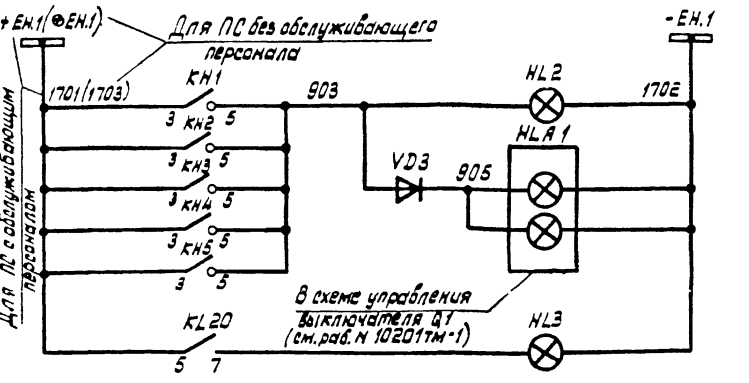 + ЕН.1(⊕ЕН.1)
Для ПС без обслуживающего
персонала
- ЕН.1
1701(1703)
КН1
3 5
903
HL2
1702
КН2
3 5
HLA1
КН3
3 5
VD3
905
КН4
3 5
КН5
3 5
Для ПС с обслуживающим
персоналом
В схеме управления
выключателя Q1
(см. раб. N 10201тм-1)
KL20
5 7
HL3